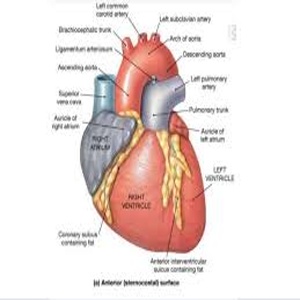 Left common
carotid artery
Left subclavian artery
Brachiocephalic trunk
Arch of aorta
Ligamentum arteriosum
Descending aorta
Ascending aorta
Left pulmonary
artery
Superior
vena cava
Pulmonary trunk
Auricle of
right atrium
Auricle of
left atrium
RIGHT
ATRIUM
LEFT
VENTRICLE
RIGHT
VENTRICLE
Coronary sulcus
containing fat
Anterior interventricular
sulcus containing fat
(a) Anterior (sternocostal) surface